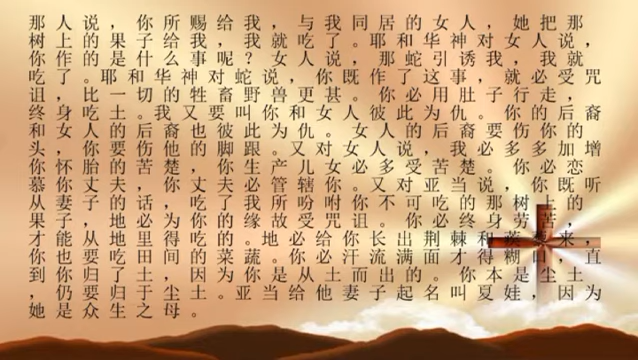 那人说，你所赐给我，与我同居的女人，她把那
树上的果子给我，我就吃了。耶和华神对女人说，
你作的是什么事呢？女人说，那蛇引诱我，我就
吃了。耶和华神对蛇说，你既作了这事，就必受咒
诅，比一切的牲畜野兽更甚。你必用肚子行走，
终身吃土。我又要叫你和女人彼此为仇。你的后裔
和女人的后裔也彼此为仇。女人的后裔要伤你的
头，你要伤他的脚跟。又对女人说，我必多多加增
你怀胎的苦楚，你生产儿女必多受苦楚。你必恋
慕你丈夫，你丈夫必管辖你。又对亚当说，你既听
从妻子的话，吃了我所吩咐你不可吃的那树上的
果子，地必为你的缘故受咒诅。你必终身劳苦，
才能从地里得吃的。地必给你长出荆棘和蒺藜来，
你也要吃田间的菜蔬。你必汗流满面才得糊口，直
到你归了土，因为你是从土而出的。你本是尘土
，仍要归于尘土。亚当给他妻子起名叫夏娃，因为
她是众生之母。